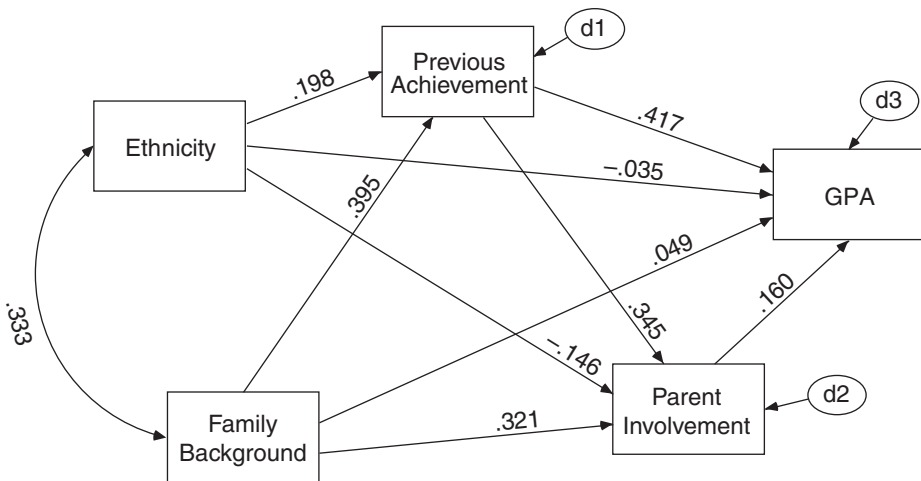 d1
Previous
Achievement
.198
.417
d3
Ethnicity
–.035
GPA
.395
.049
.333
.345
.160
–.146
Parent
Involvement
d2
Family
Background
.321